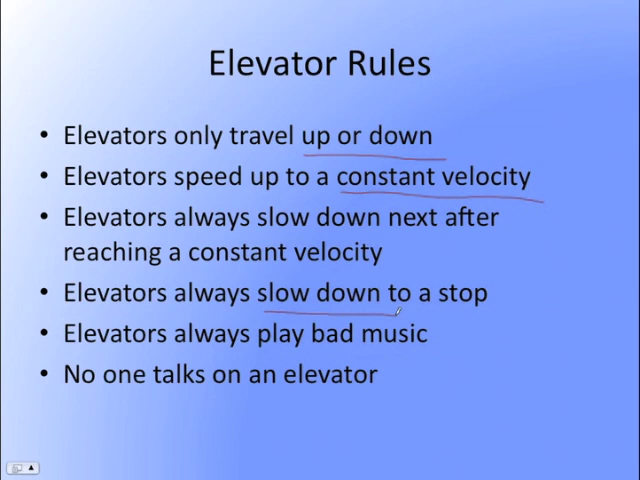 Elevator Rules
• Elevators only travel up or down
• Elevators speed up to a constant velocity
• Elevators always slow down next after
reaching a constant velocity
• Elevators always slow down to a stop
• Elevators always play bad music
• No one talks on an elevator